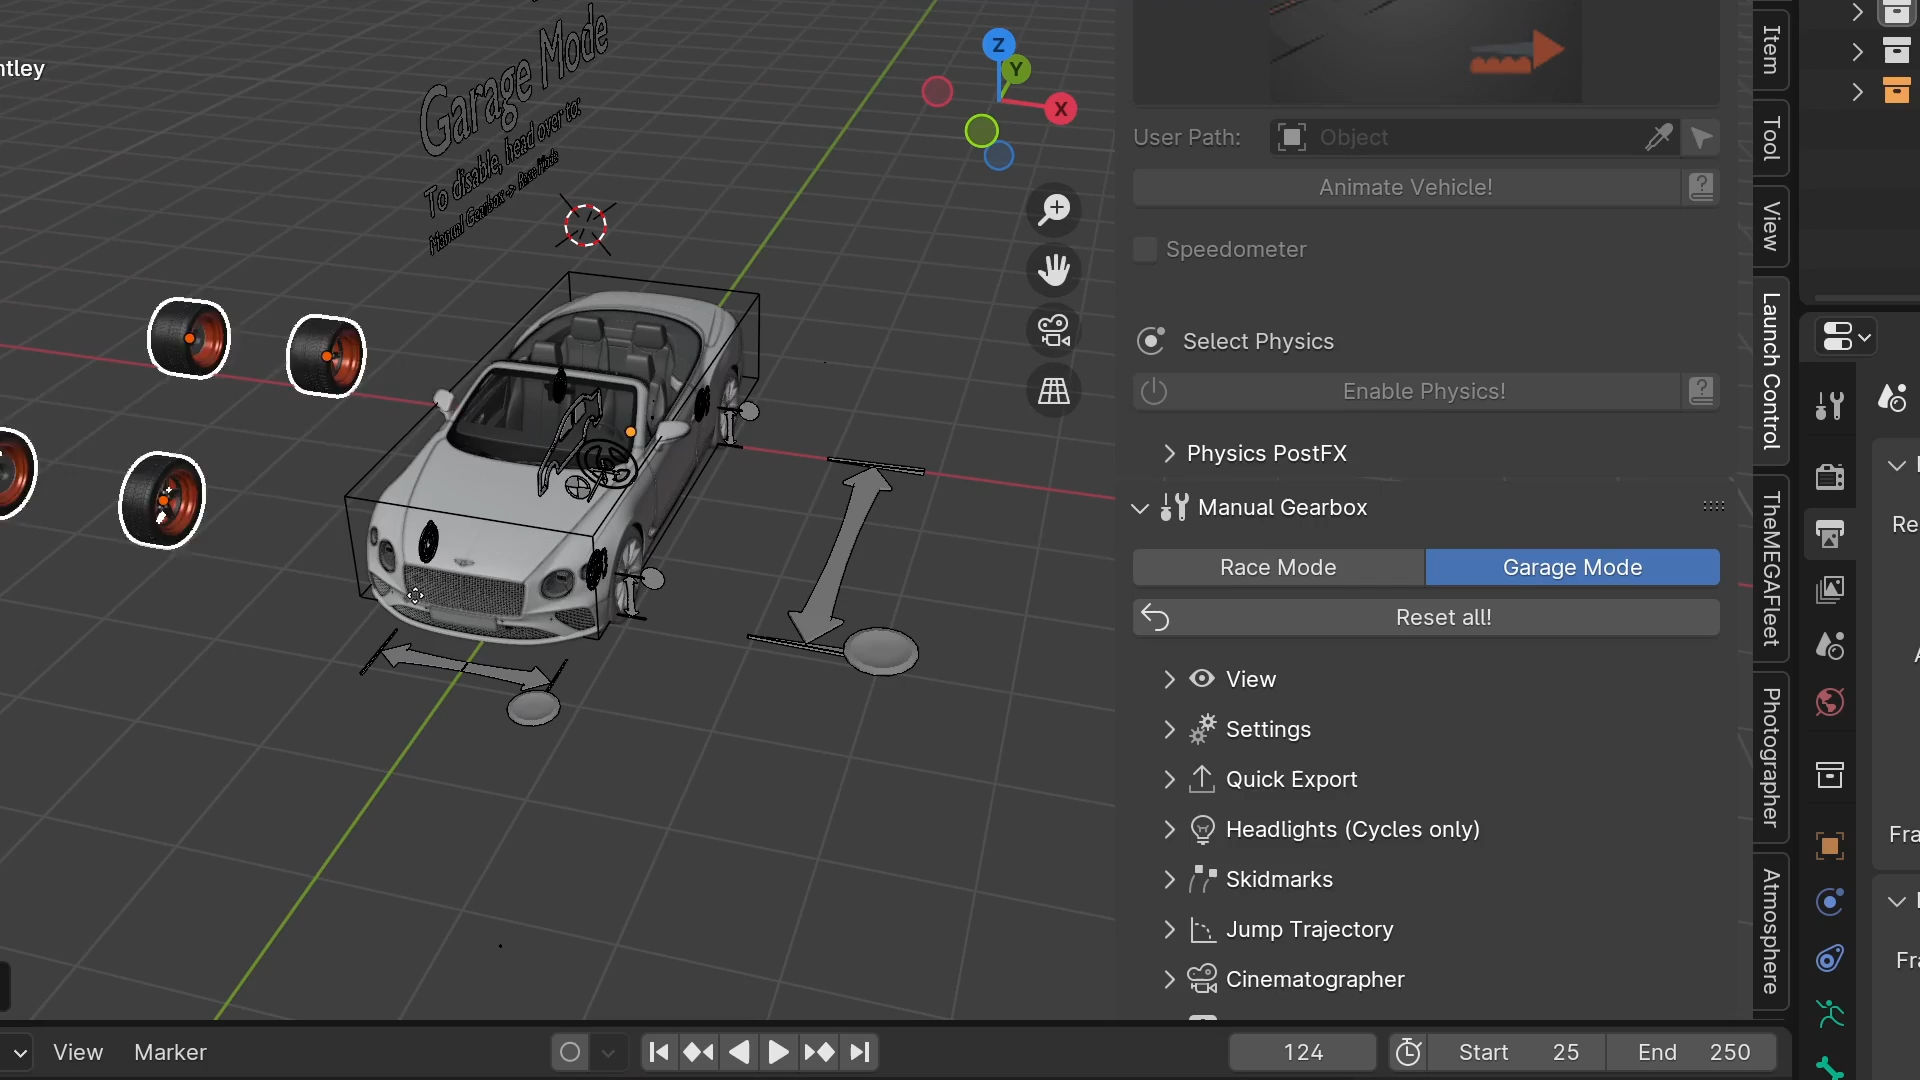 ntley
Garage Mode
To disable, head over to:
Manual Gearbox -> Race Mode
Z
Y
X
User Path:
Object
Animate Vehicle!
Speedometer
Select Physics
Enable Physics!
Physics PostFX
Manual Gearbox
Race Mode
Garage Mode
Reset all!
View
Settings
Quick Export
Headlights (Cycles only)
Skidmarks
Jump Trajectory
Cinematographer
Item
Tool
View
Launch Control
TheMEGAFleet
Photographer
Atmosphere
Re
Fra
Fra
View
Marker
124
Start 25
End 250